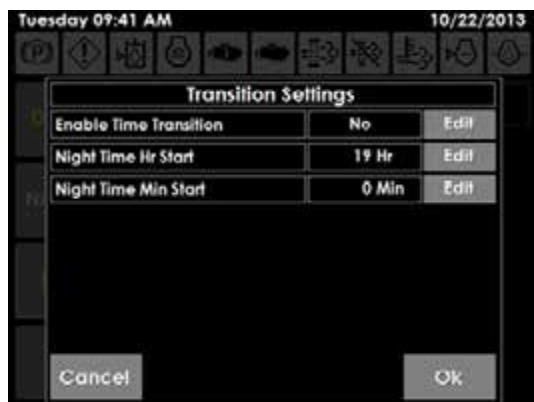 Tuesday 09:41 AM 10/22/2013
(P)
Transition Settings
Enable Time Transition No Edit
Night Time Hr Start 19 Hr Edit
Night Time Min Start 0 Min Edit
Cancel Ok